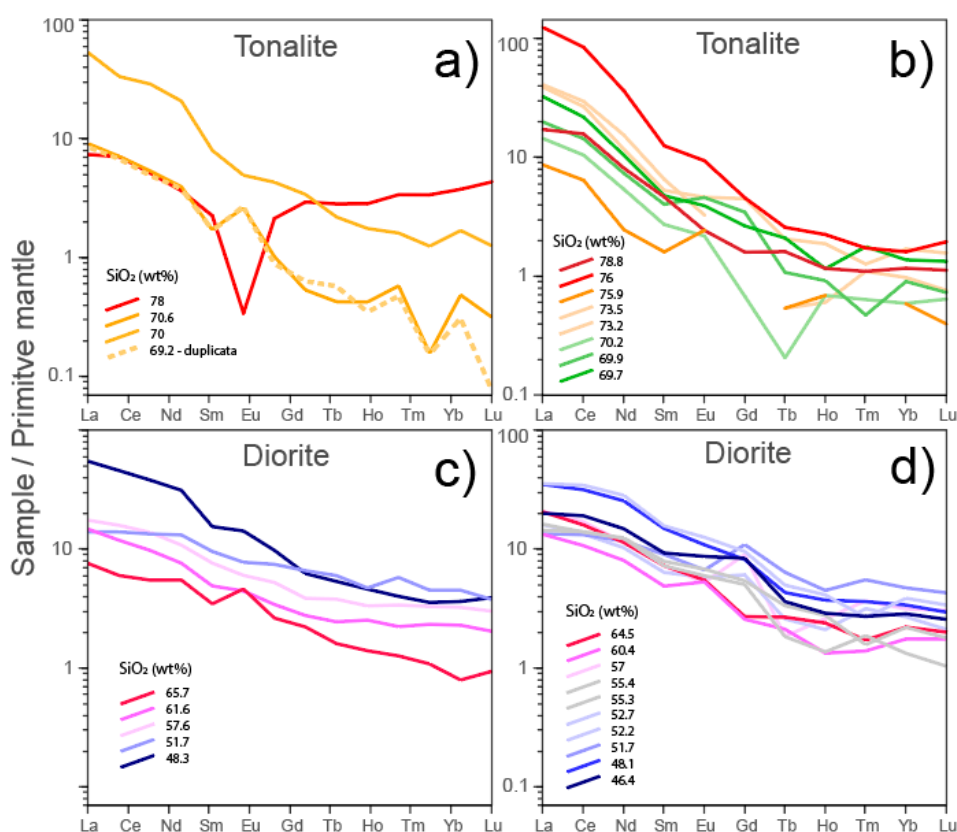 Sample / Primitve mantle
100
10
1
0.1
Tonalite
a)
SiO₂ (wt%)
78
70.6
70
69.2 - duplicata
La Ce Nd Sm Eu Gd Tb Ho Tm Yb Lu
100
10
1
0.1
Tonalite
b)
SiO₂ (wt%)
78.8
76
75.9
73.5
73.2
70.2
69.9
69.7
La Ce Nd Sm Eu Gd Tb Ho Tm Yb Lu
10
1
Diorite
c)
SiO₂ (wt%)
65.7
61.6
57.6
51.7
48.3
La Ce Nd Sm Eu Gd Tb Ho Tm Yb Lu
100
10
1
0.1
Diorite
d)
SiO₂ (wt%)
64.5
60.4
57
55.4
55.3
52.7
52.2
51.7
48.1
46.4
La Ce Nd Sm Eu Gd Tb Ho Tm Yb Lu